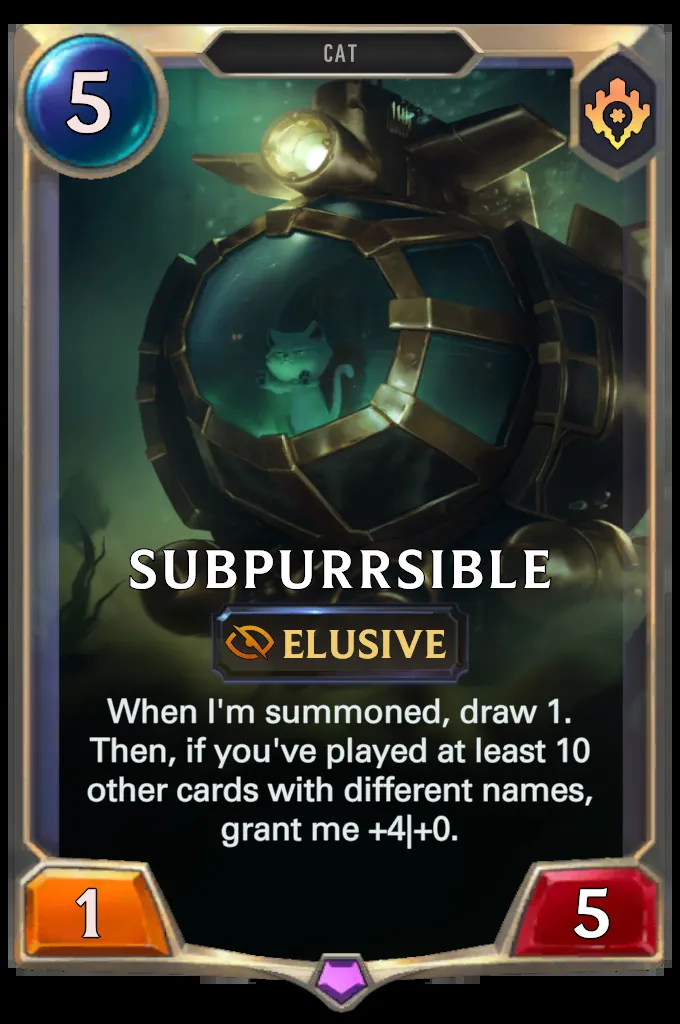 CAT
5
SUBPURRSIBLE
ELUSIVE
When I'm summoned, draw 1.
Then, if you've played at least 10
other cards with different names,
grant me +4|+0.
1
5